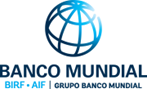 BANCO MUNDIAL
BIRF • AIF | GRUPO BANCO MUNDIAL